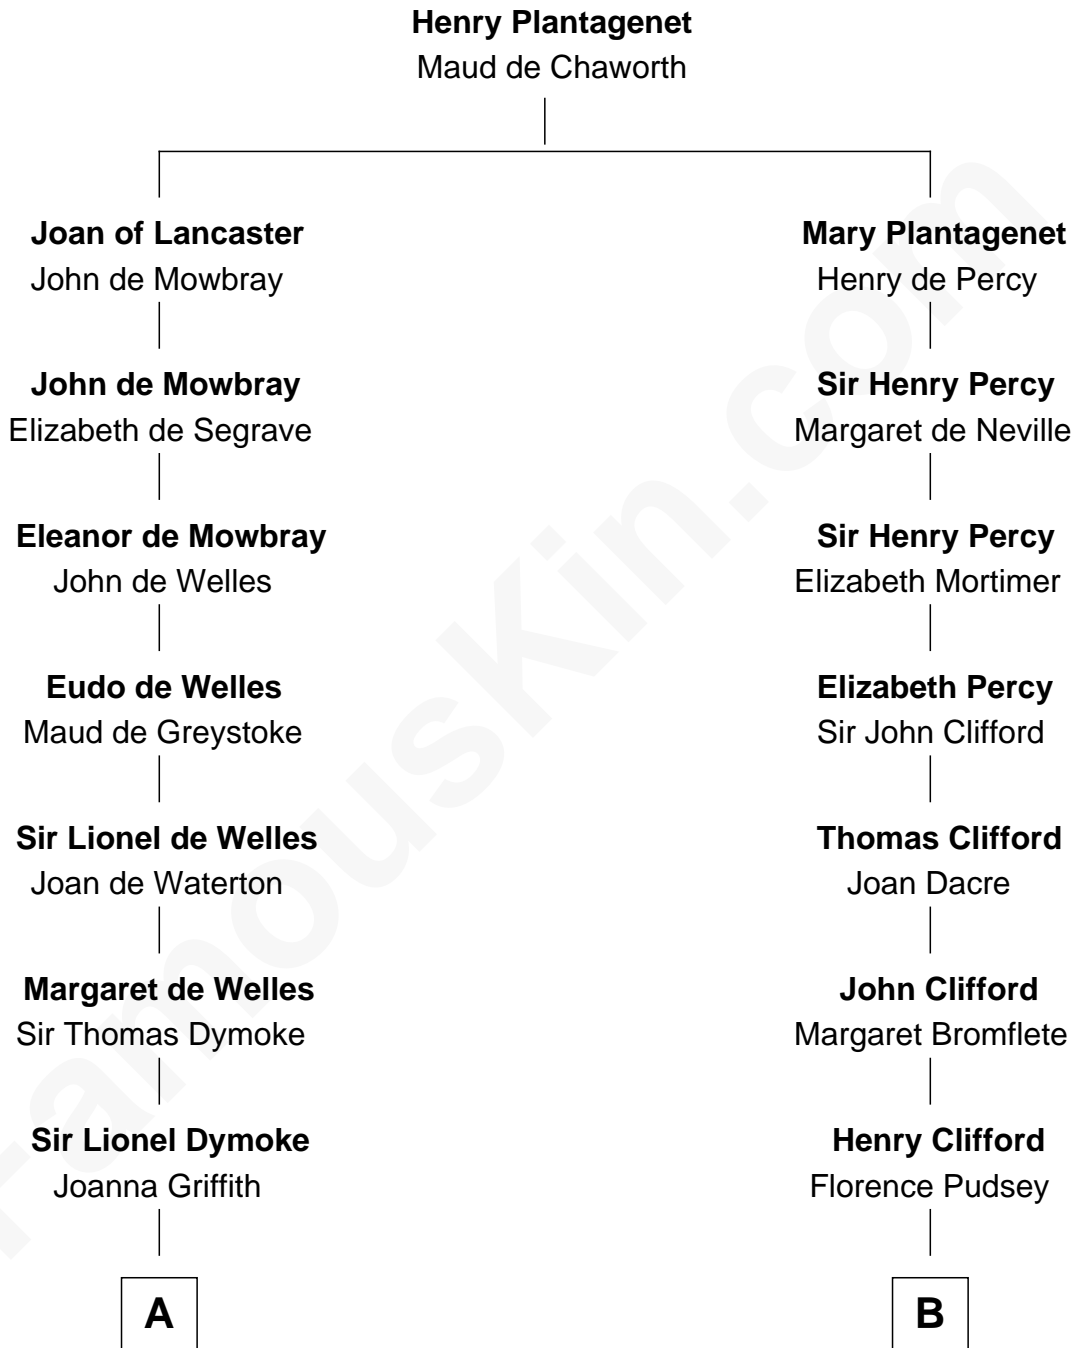 Henry Plantagenet
Maud de Chaworth
Joan of Lancaster
John de Mowbray
Mary Plantagenet
Henry de Percy
John de Mowbray
Elizabeth de Segrave
Sir Henry Percy
Margaret de Neville
Eleanor de Mowbray
John de Welles
Sir Henry Percy
Elizabeth Mortimer
Eudo de Welles
Maud de Greystoke
Elizabeth Percy
Sir John Clifford
Sir Lionel de Welles
Joan de Waterton
Thomas Clifford
Joan Dacre
Margaret de Welles
Sir Thomas Dymoke
John Clifford
Margaret Bromflete
Sir Lionel Dymoke
Joanna Griffith
Henry Clifford
Florence Pudsey
A
B
FamousKin.com